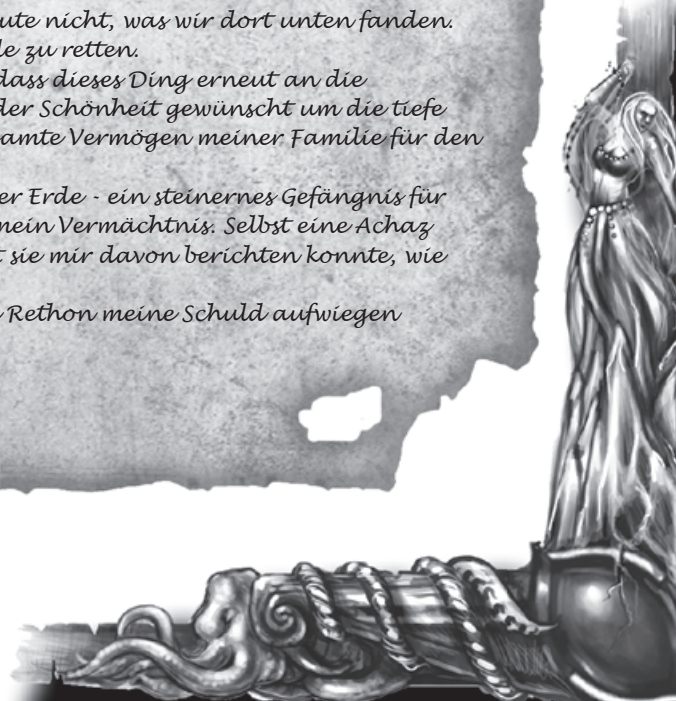 ute nicht, was wir dort unten fanden.
le zu retten.
dass dieses Ding erneut an die
der Schönheit gewünscht um die tiefe
amte Vermögen meiner Familie für den
er Erde - ein steinernes Gefängnis für
mein Vermächtnis. Selbst eine Achaz
t sie mir davon berichten konnte, wie
Rethon meine Schuld aufwiegen